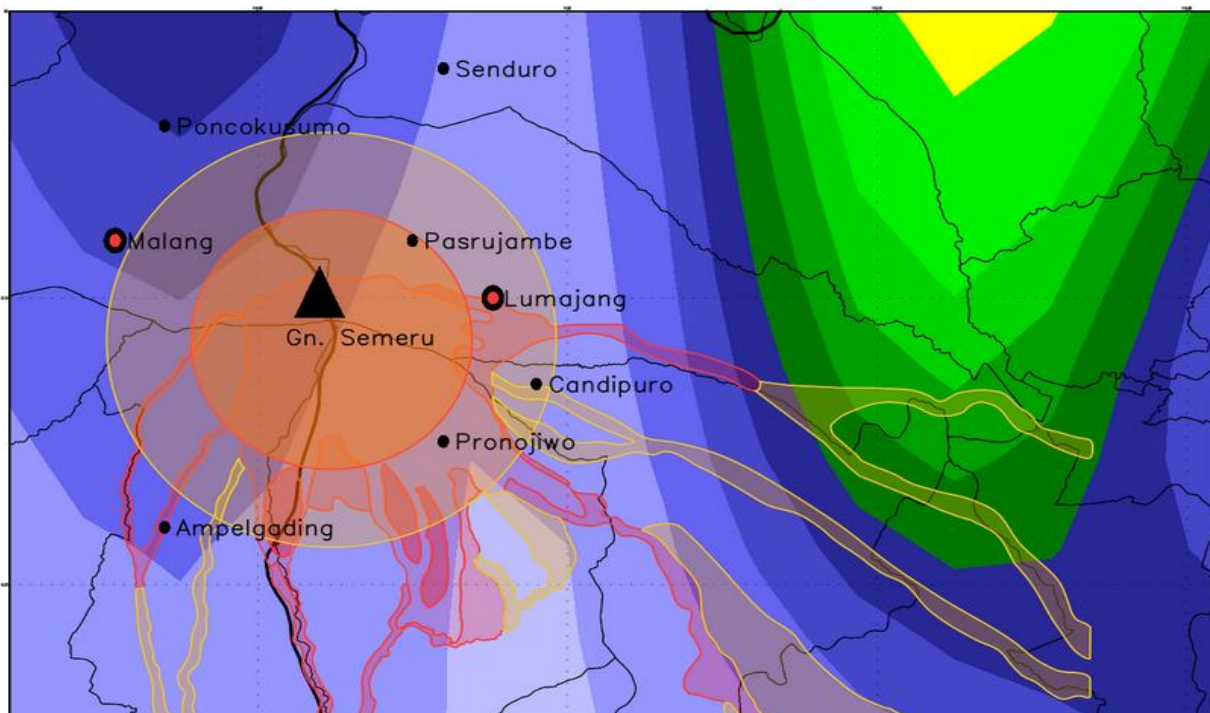 Senduro
Poncokusumo
Malang
Pasrujambe
Lumajang
Gn. Semeru
Candipuro
Pronojiwo
Ampelgading